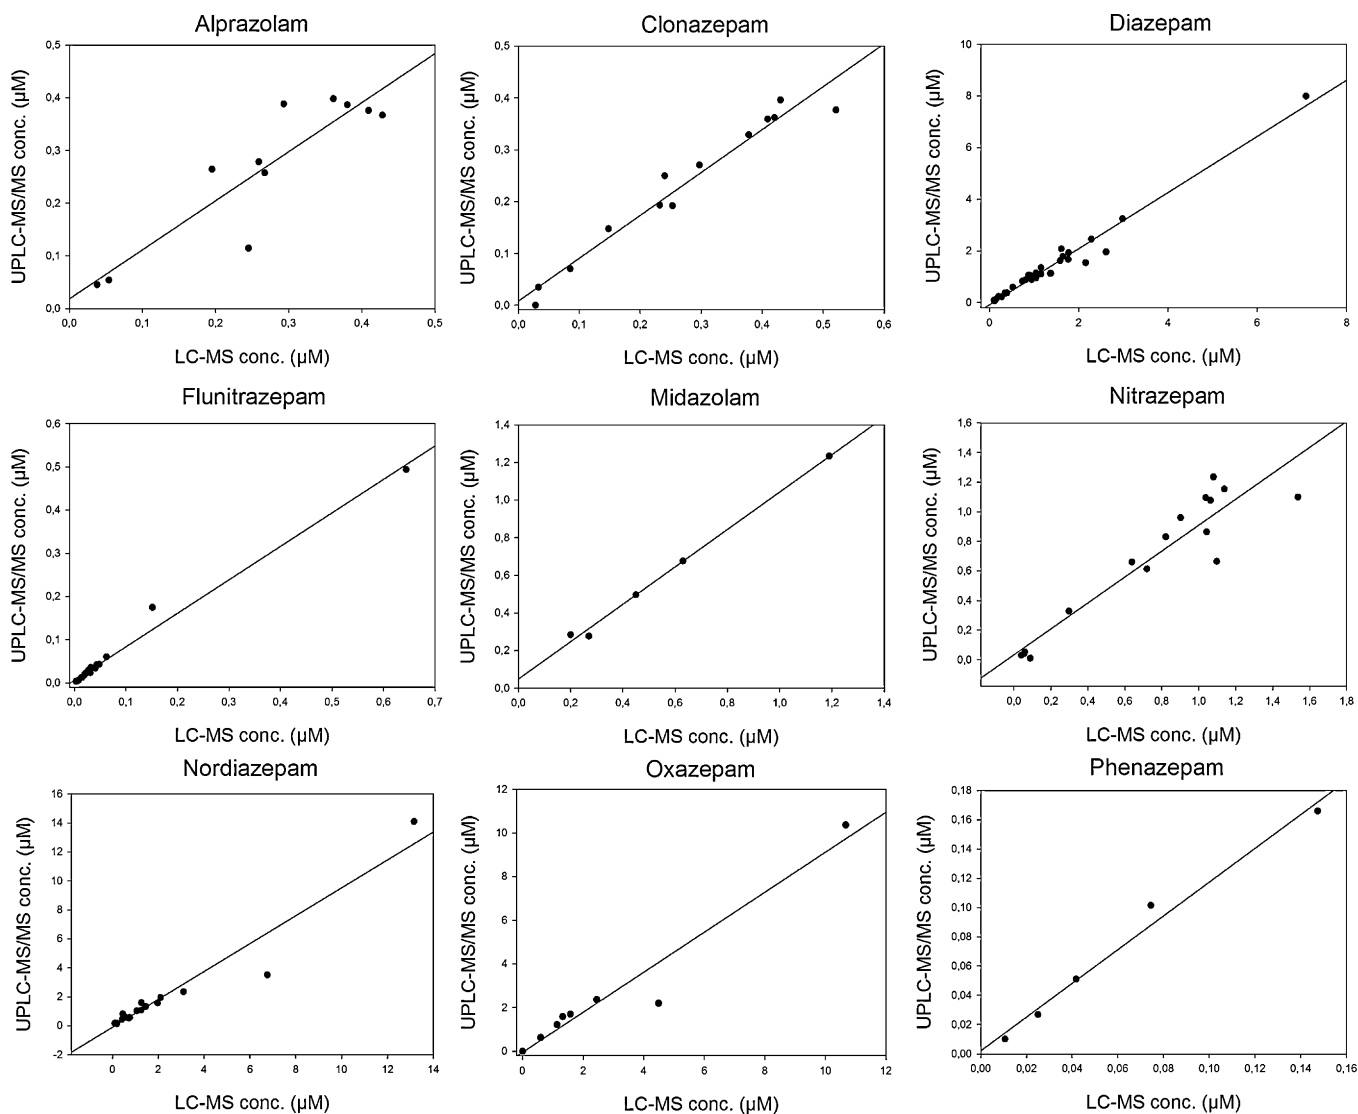 Alprazolam
UPLC-MS/MS conc. (µM)
0,5
0,4
0,3
0,2
0,1
0,0
0,0 0,1 0,2 0,3 0,4 0,5
LC-MS conc. (µM)
Clonazepam
UPLC-MS/MS conc. (µM)
0,5
0,4
0,3
0,2
0,1
0,0
0,0 0,1 0,2 0,3 0,4 0,5 0,6
LC-MS conc. (µM)
Diazepam
UPLC-MS/MS conc. (µM)
10
8
6
4
2
0
0 2 4 6 8
LC-MS conc. (µM)
Flunitrazepam
UPLC-MS/MS conc. (µM)
0,6
0,5
0,4
0,3
0,2
0,1
0,0
0,0 0,1 0,2 0,3 0,4 0,5 0,6 0,7
LC-MS conc. (µM)
Midazolam
UPLC-MS/MS conc. (µM)
1,4
1,2
1,0
0,8
0,6
0,4
0,2
0,0
0,0 0,2 0,4 0,6 0,8 1,0 1,2 1,4
LC-MS conc. (µM)
Nitrazepam
UPLC-MS/MS conc. (µM)
1,6
1,4
1,2
1,0
0,8
0,6
0,4
0,2
0,0
0,0 0,2 0,4 0,6 0,8 1,0 1,2 1,4 1,6 1,8
LC-MS conc. (µM)
Nordiazepam
UPLC-MS/MS conc. (µM)
16
14
12
10
8
6
4
2
0
-2
0 2 4 6 8 10 12 14
LC-MS conc. (µM)
Oxazepam
UPLC-MS/MS conc. (µM)
12
10
8
6
4
2
0
0 2 4 6 8 10 12
LC-MS conc. (µM)
Phenazepam
UPLC-MS/MS conc. (µM)
0,18
0,16
0,14
0,12
0,10
0,08
0,06
0,04
0,02
0,00
0,00 0,02 0,04 0,06 0,08 0,10 0,12 0,14 0,16
LC-MS conc. (µM)